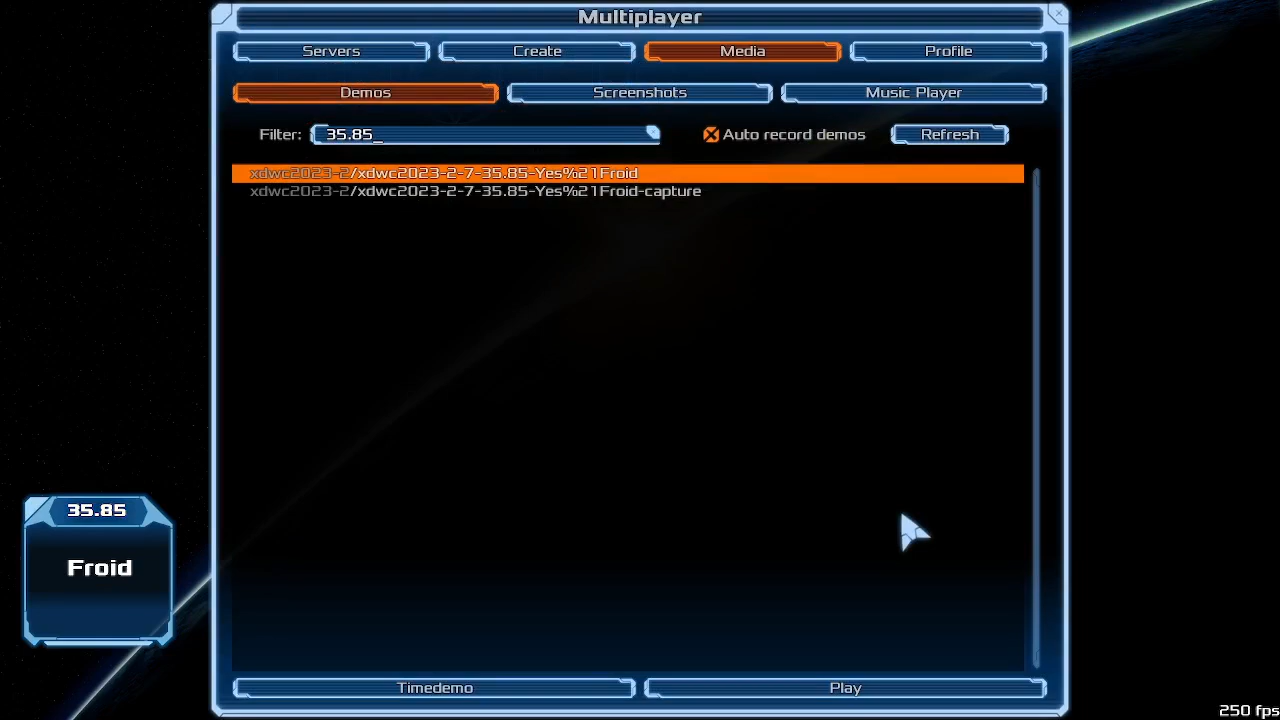 Multiplayer
Servers Create Media Profile
Demos Screenshots Music Player
Filter: 35.85_ Auto record demos Refresh
xdwc2023-2/xdwc2023-2-7-35.85-Yes%21Froid
xdwc2023-2/xdwc2023-2-7-35.85-Yes%21Froid-capture
35.85
Froid
Timedemo Play
250 fps